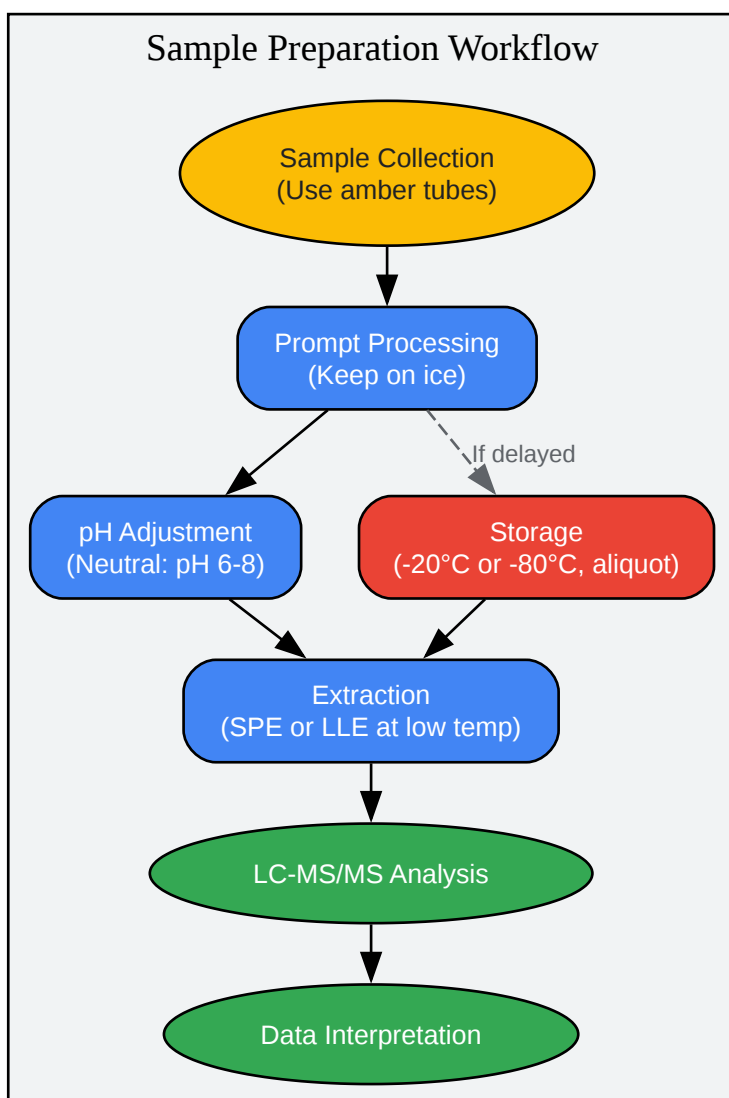 Sample Preparation Workflow
Sample Collection
(Use amber tubes)
Prompt Processing
(Keep on ice)
If delayed
pH Adjustment
(Neutral: pH 6-8)
Storage
(-20°C or -80°C, aliquot)
Extraction
(SPE or LLE at low temp)
LC-MS/MS Analysis
Data Interpretation